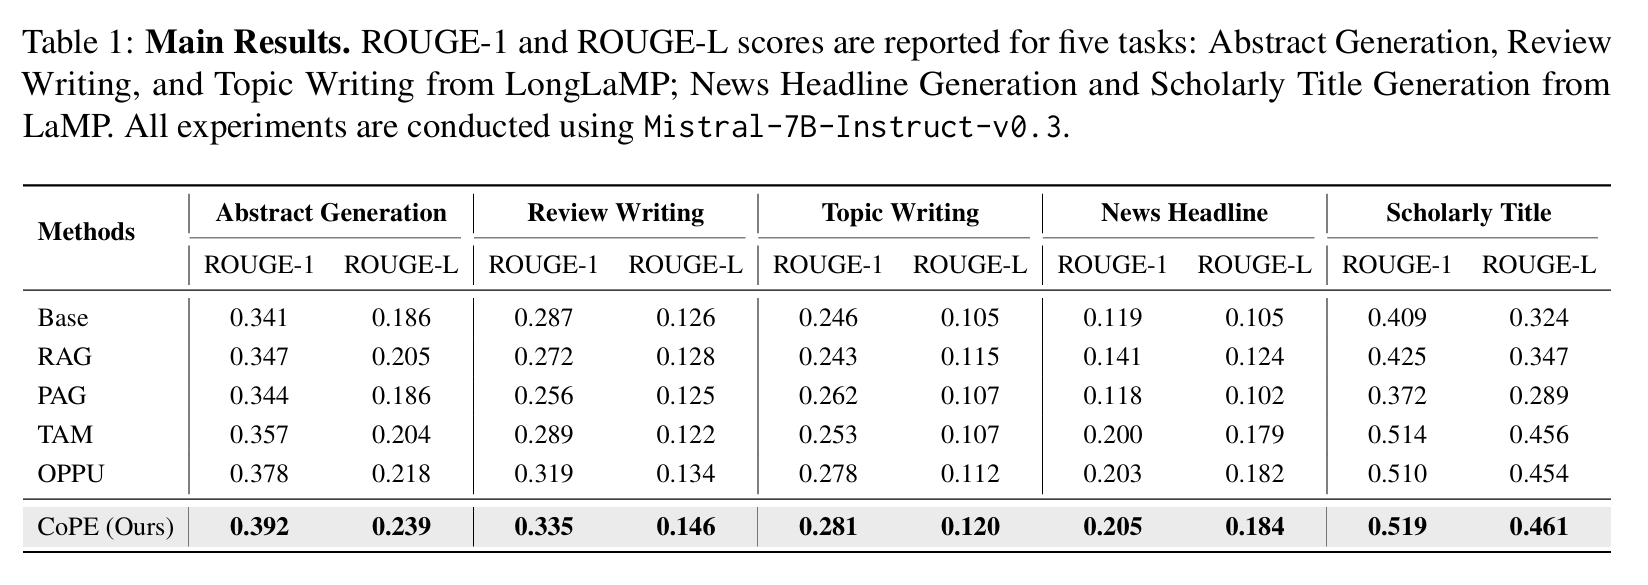 Table 1: Main Results. ROUGE-1 and ROUGE-L scores are reported for five tasks: Abstract Generation, Review
Writing, and Topic Writing from LongLaMP; News Headline Generation and Scholarly Title Generation from
LaMP. All experiments are conducted using Mistral-7B-Instruct-v0.3.
Methods Abstract Generation Review Writing Topic Writing News Headline Scholarly Title
ROUGE-1 ROUGE-L ROUGE-1 ROUGE-L ROUGE-1 ROUGE-L ROUGE-1 ROUGE-L ROUGE-1 ROUGE-L
Base 0.341 0.186 0.287 0.126 0.246 0.105 0.119 0.105 0.409 0.324
RAG 0.347 0.205 0.272 0.128 0.243 0.115 0.141 0.124 0.425 0.347
PAG 0.344 0.186 0.256 0.125 0.262 0.107 0.118 0.102 0.372 0.289
TAM 0.357 0.204 0.289 0.122 0.253 0.107 0.200 0.179 0.514 0.456
OPPU 0.378 0.218 0.319 0.134 0.278 0.112 0.203 0.182 0.510 0.454
CoPE (Ours) 0.392 0.239 0.335 0.146 0.281 0.120 0.205 0.184 0.519 0.461